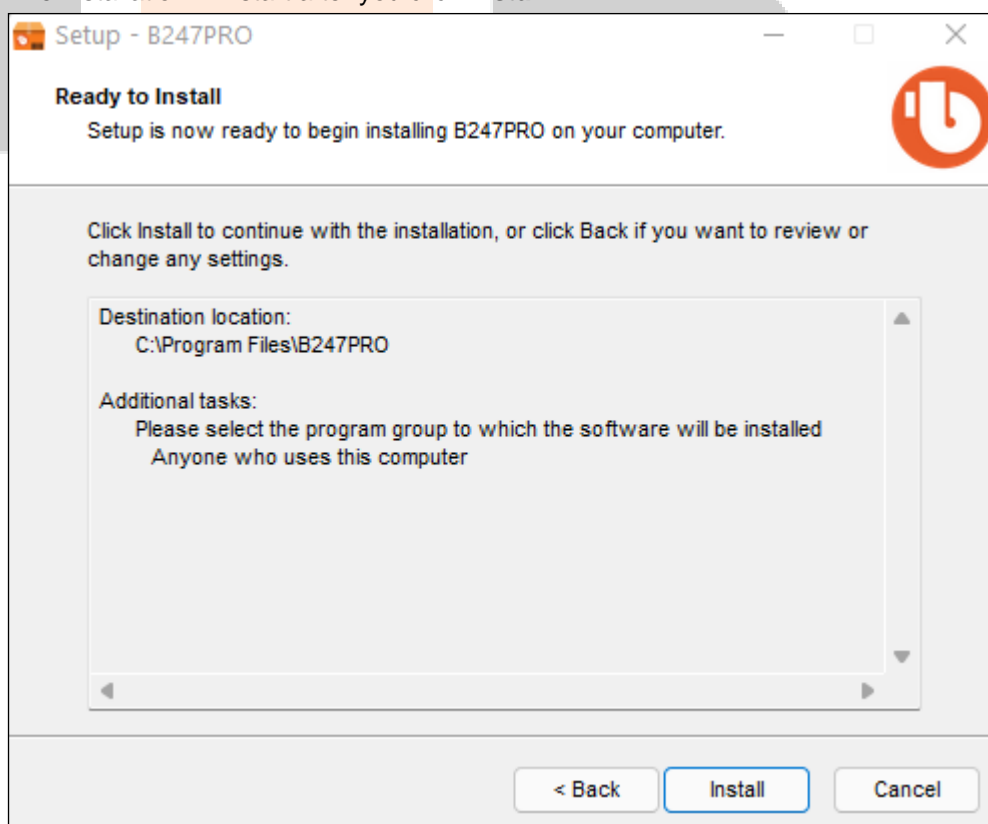 Setup - B247PRO
Ready to Install
Setup is now ready to begin installing B247PRO on your computer.
Click Install to continue with the installation, or click Back if you want to review or
change any settings.
Destination location:
C:\Program Files\B247PRO
Additional tasks:
Please select the program group to which the software will be installed
Anyone who uses this computer
< Back
Install
Cancel